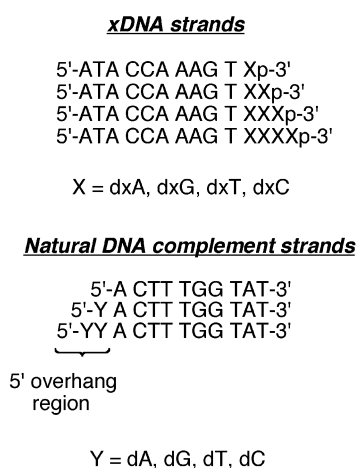 xDNA strands
5'-ATA CCA AAG T Xp-3'
5'-ATA CCA AAG T XXp-3'
5'-ATA CCA AAG T XXXp-3'
5'-ATA CCA AAG T XXXXp-3'
X = dxA, dxG, dxT, dxC
Natural DNA complement strands
5'-A CTT TGG TAT-3'
5'-Y A CTT TGG TAT-3'
5'-YY A CTT TGG TAT-3'
5' overhang
region
Y = dA, dG, dT, dC